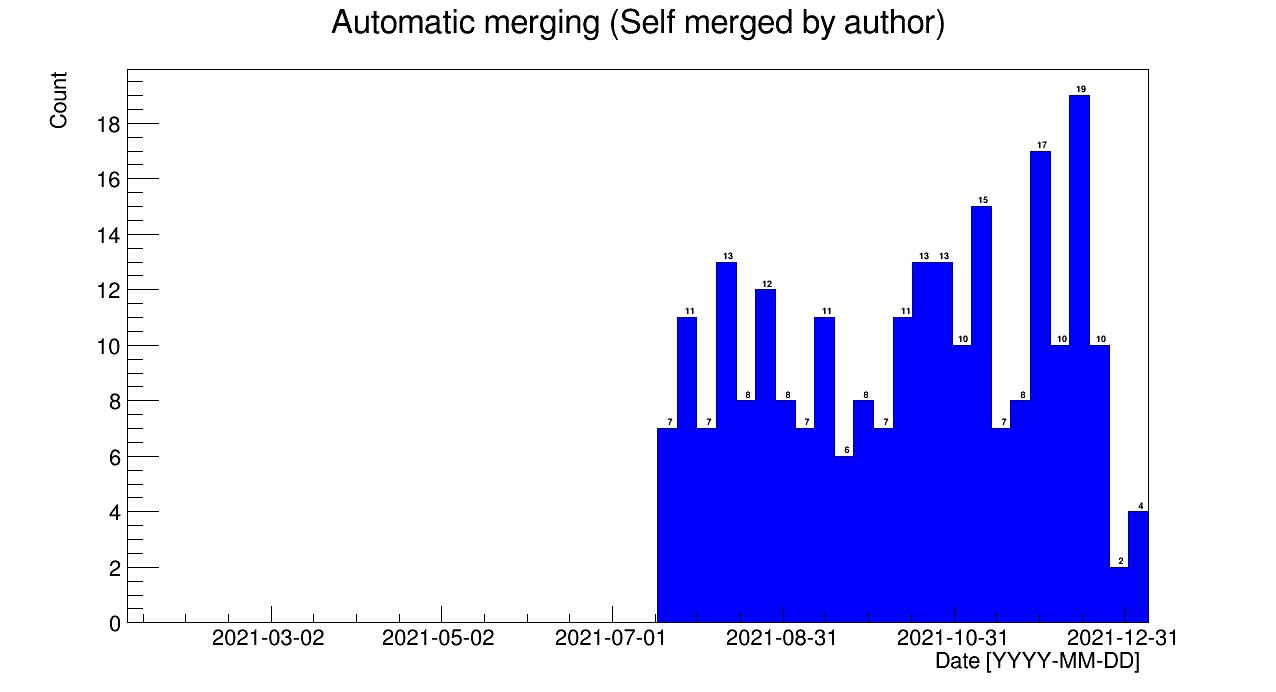 Automatic merging (Self merged by author)
Count
18
16
14
12
10
8
6
4
2
0
7 11 7 13 8 12 8 7 11 6 8 7 11 13 13 10 15 7 8 17 10 19 10 2 4
2021-03-02 2021-05-02 2021-07-01 2021-08-31 2021-10-31 2021-12-31
Date [YYYY-MM-DD]